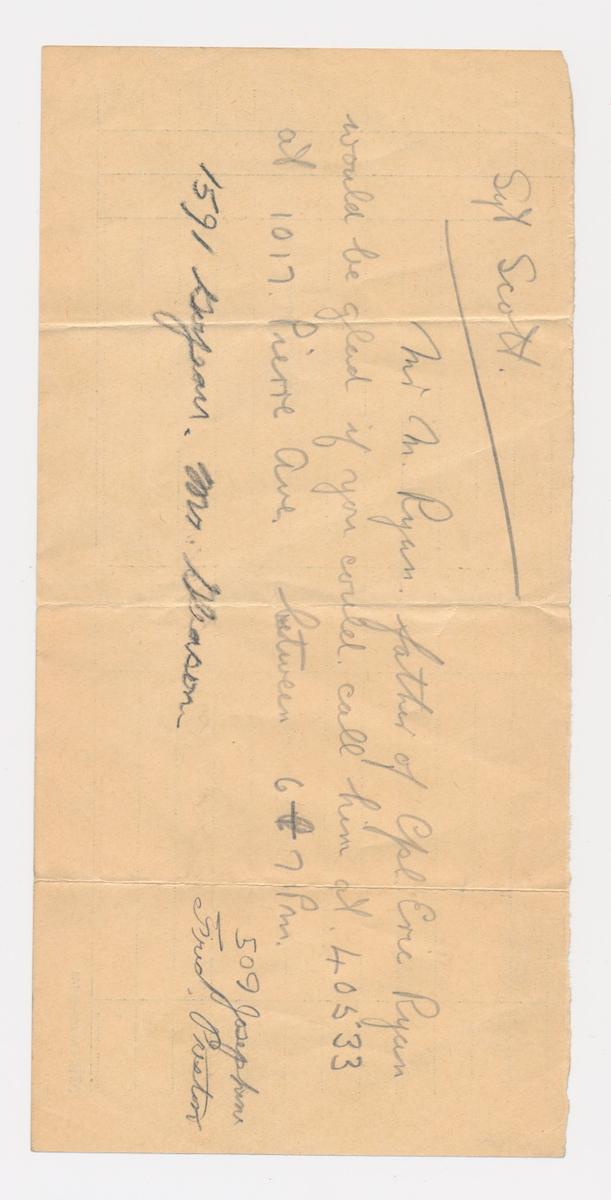 Sgt Scott.
Mr M. Ryan. father of Cpl. Eric Ryan
would be glad if you could. call him at. 40533
at 1017. Pierre Ave. between 6 & 7 Pm.
1591 Mr. Gleason
509 Josephine
Fred. Preston